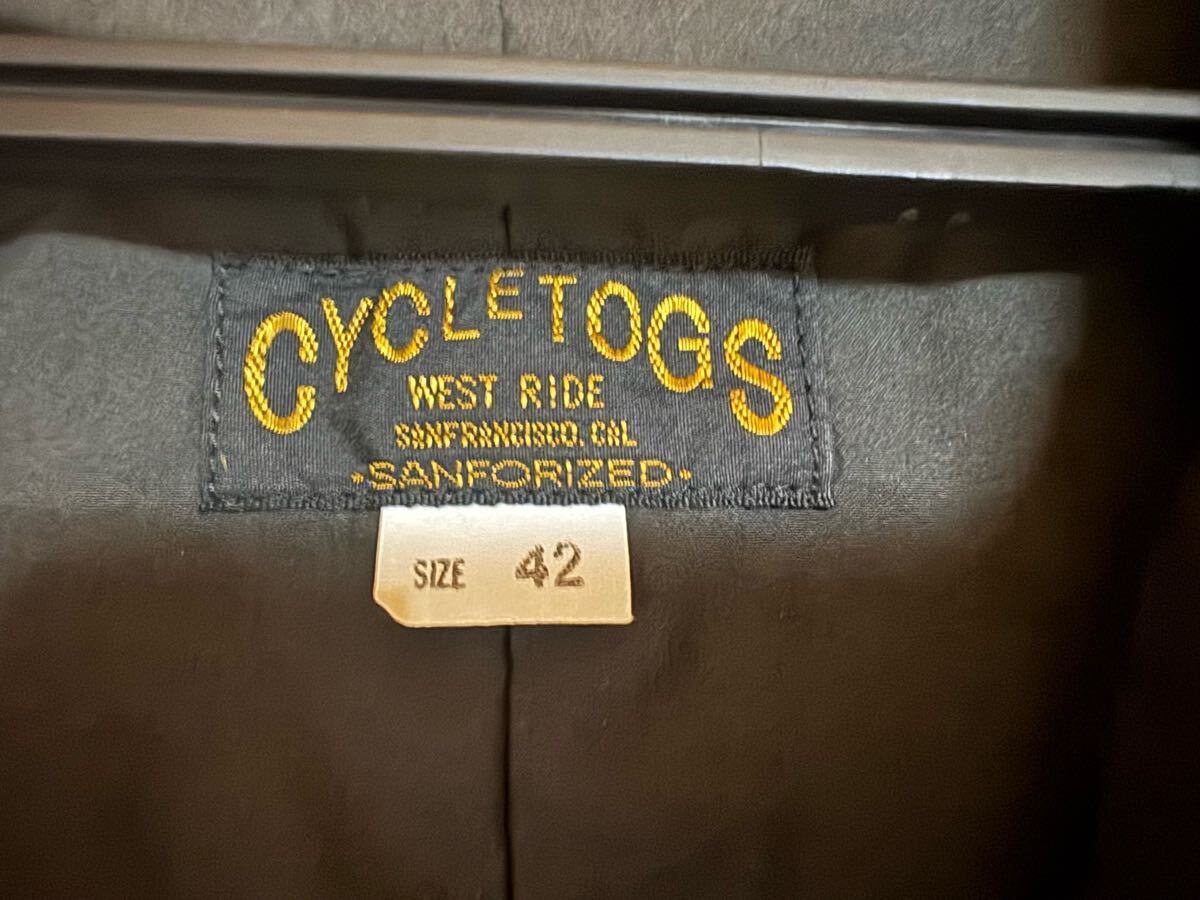 CYCLETOGS
WEST RiDE
SANFRANCISCO. CAL
•SANFORIZED•
SIZE 42